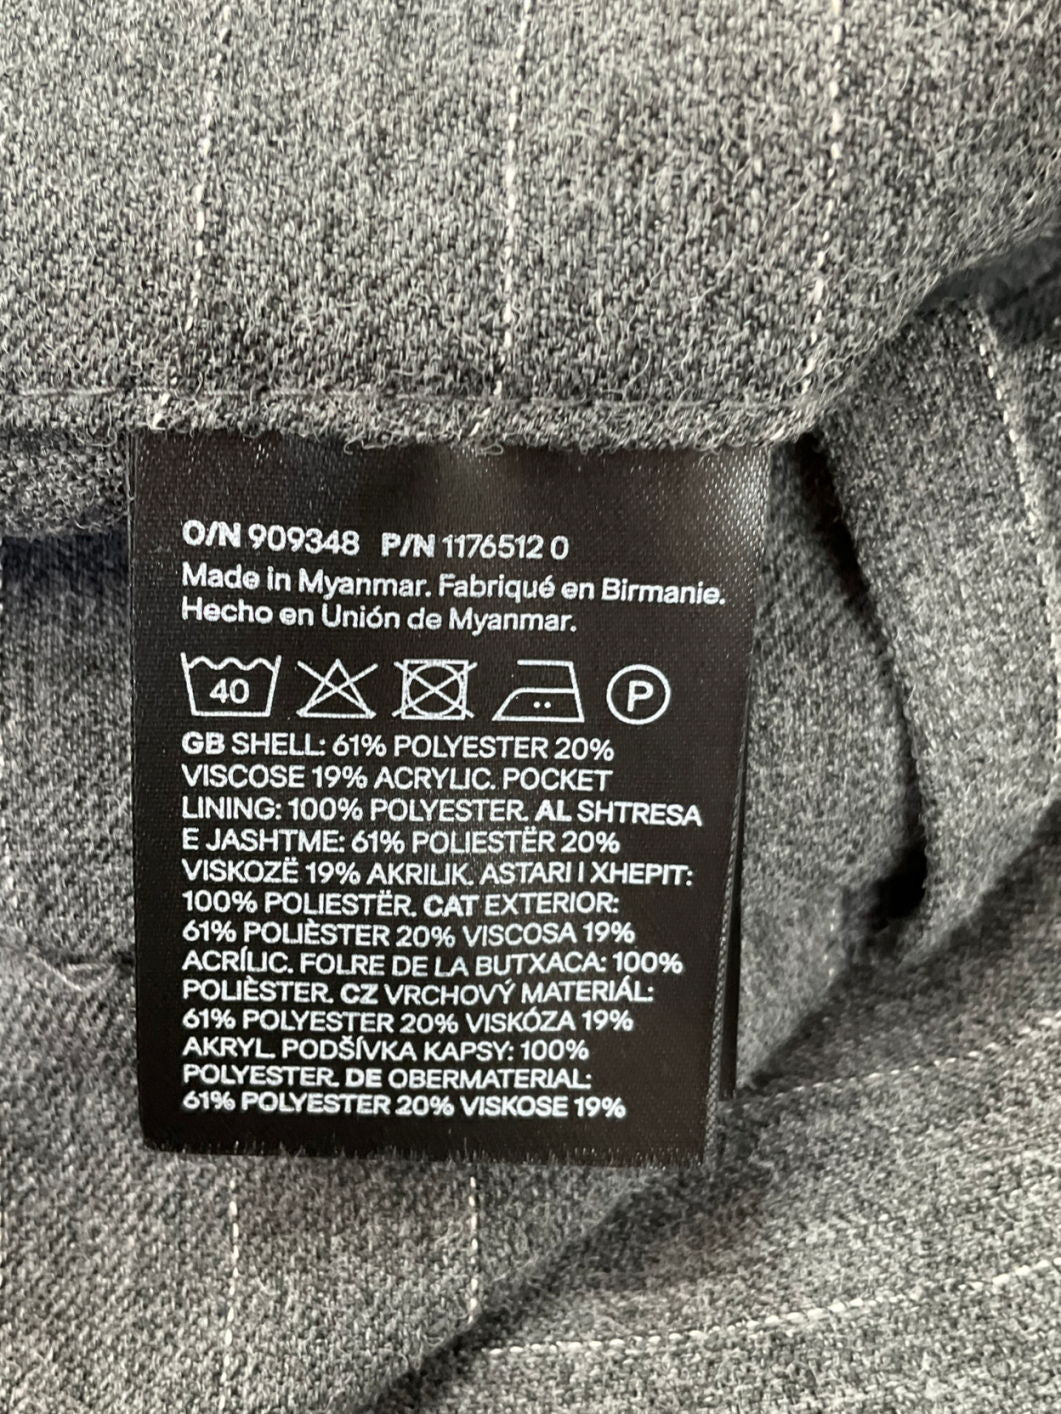 O/N 909348 P/N 1176512 0
Made in Myanmar. Fabriqué en Birmanie.
Hecho en Unión de Myanmar.
40 P
GB SHELL: 61% POLYESTER 20%
VISCOSE 19% ACRYLIC. POCKET
LINING: 100% POLYESTER. AL SHTRESA
E JASHTME: 61% POLIESTËR 20%
VISKOZË 19% AKRILIK. ASTARI I XHEPIT:
100% POLIESTËR. CAT EXTERIOR:
61% POLIÈSTER 20% VISCOSA 19%
ACRÍLIC. FOLRE DE LA BUTXACA: 100%
POLIÈSTER. CZ VRCHOVÝ MATERIÁL:
61% POLYESTER 20% VISKÓZA 19%
AKRYL. PODŠÍVKA KAPSY: 100%
POLYESTER. DE OBERMATERIAL:
61% POLYESTER 20% VISKOSE 19%